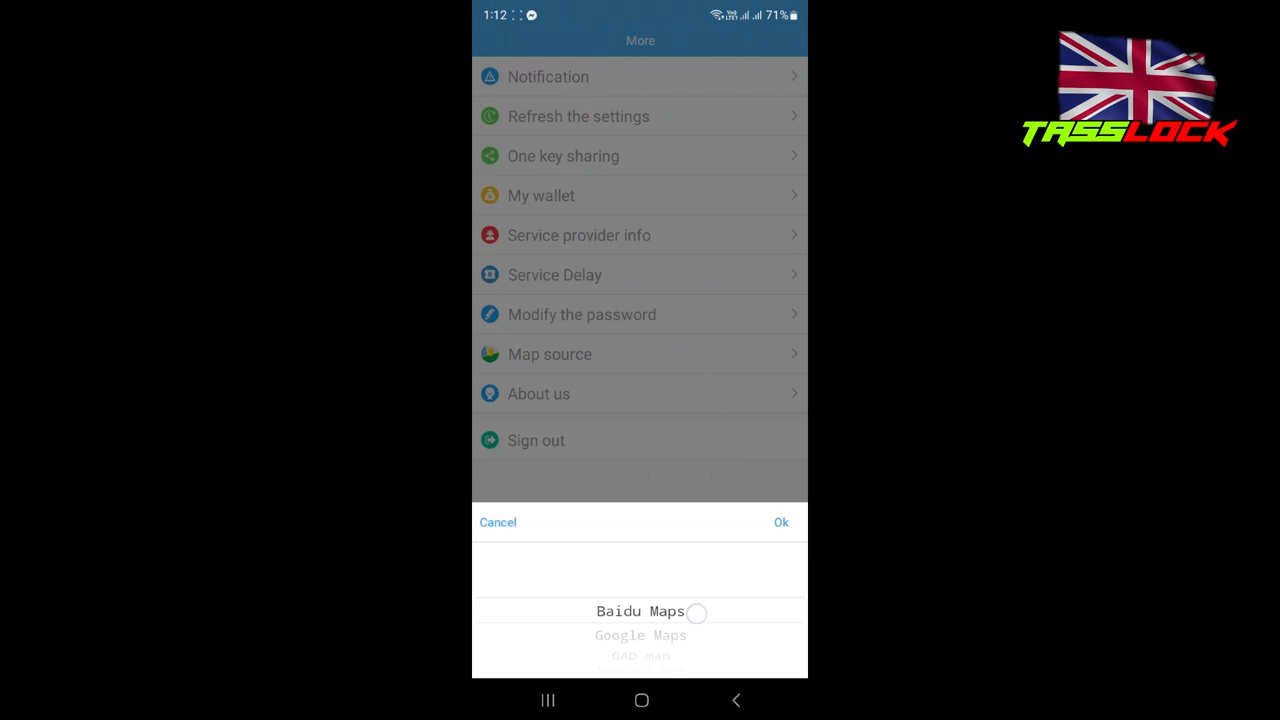 1:12
71%
More
TASSLOCK
Notification
Refresh the settings
One key sharing
My wallet
Service provider info
Service Delay
Modify the password
Map source
About us
Sign out
Cancel
Ok
Baidu Maps
Google Maps
GAD map